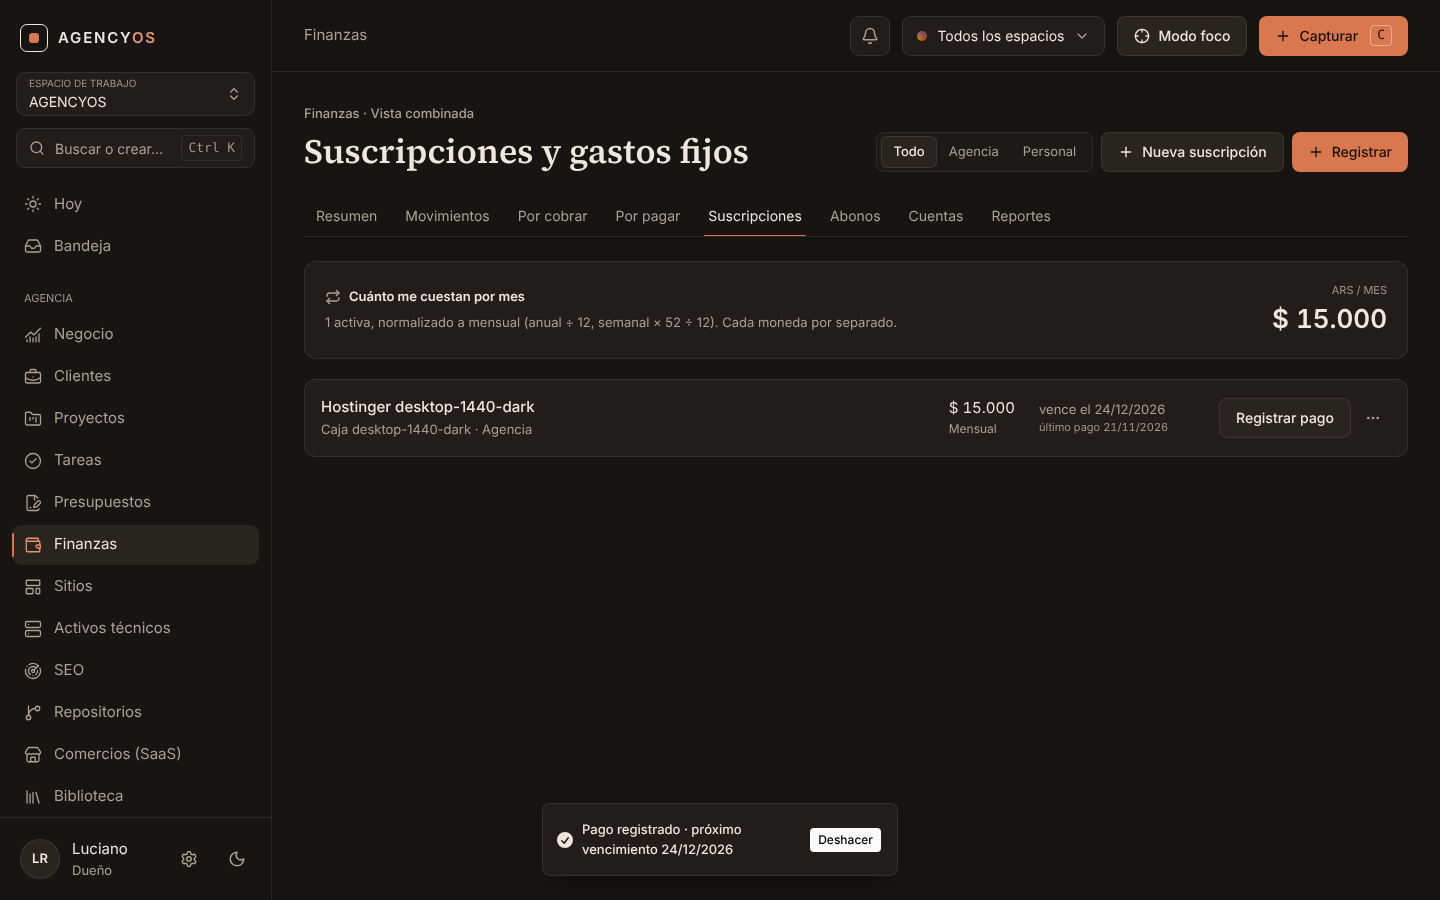 AGENCYOS
ESPACIO DE TRABAJO
AGENCYOS
Buscar o crear... Ctrl K
Hoy
Bandeja
AGENCIA
Negocio
Clientes
Proyectos
Tareas
Presupuestos
Finanzas
Sitios
Activos técnicos
SEO
Repositorios
Comercios (SaaS)
Biblioteca
LR
Luciano
Dueño
Finanzas
Todos los espacios
Modo foco
Capturar C
Finanzas · Vista combinada
Suscripciones y gastos fijos
Todo Agencia Personal
Nueva suscripción
Registrar
Resumen Movimientos Por cobrar Por pagar Suscripciones Abonos Cuentas Reportes
Cuánto me cuestan por mes
1 activa, normalizado a mensual (anual ÷ 12, semanal × 52 ÷ 12). Cada moneda por separado.
ARS / MES
$ 15.000
Hostinger desktop-1440-dark
Caja desktop-1440-dark · Agencia
$ 15.000
Mensual
vence el 24/12/2026
último pago 21/11/2026
Registrar pago
Pago registrado · próximo
vencimiento 24/12/2026
Deshacer